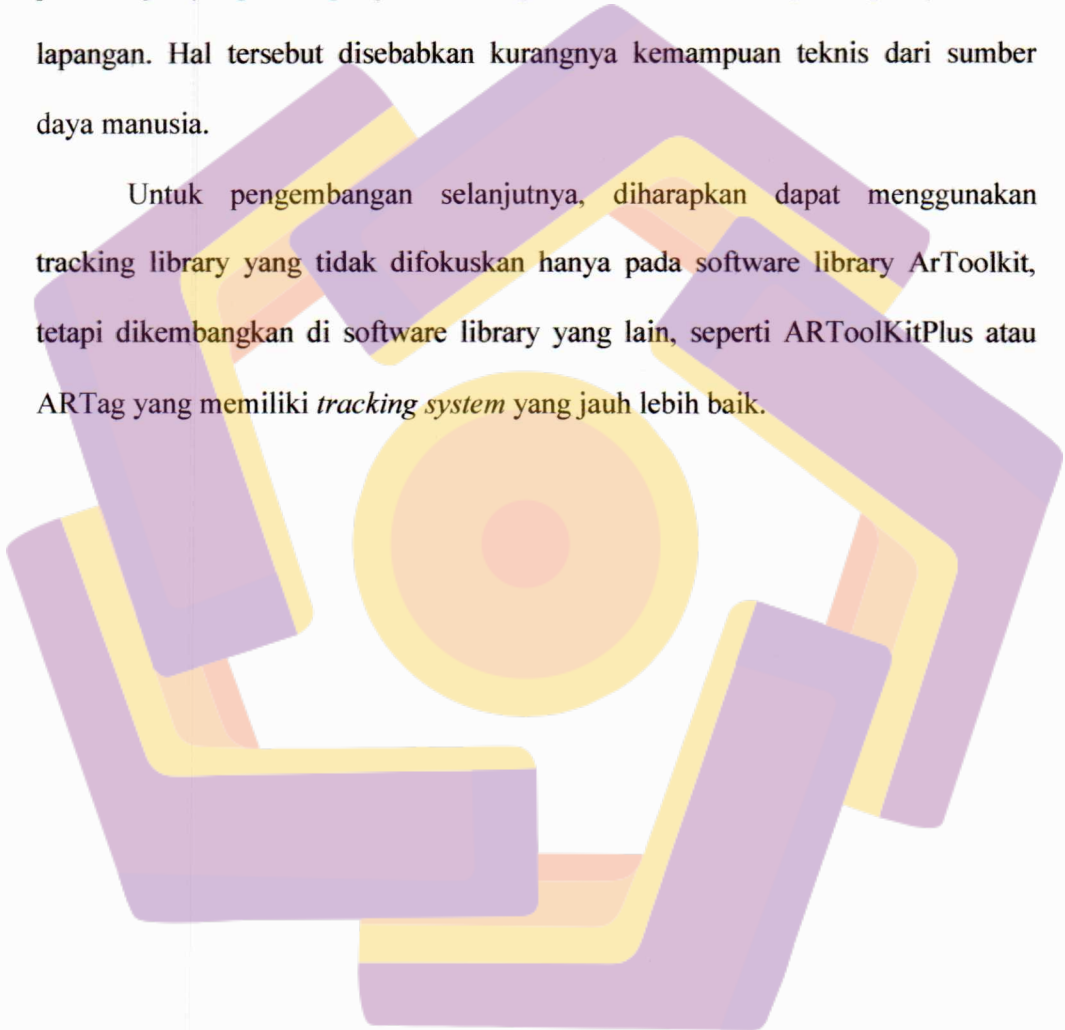 lapangan. Hal tersebut disebabkan kurangnya kemampuan teknis dari sumber
daya manusia.
Untuk pengembangan selanjutnya, diharapkan dapat menggunakan
tracking library yang tidak difokuskan hanya pada software library ArToolkit,
tetapi dikembangkan di software library yang lain, seperti ARToolKitPlus atau
ARTag yang memiliki tracking system yang jauh lebih baik.